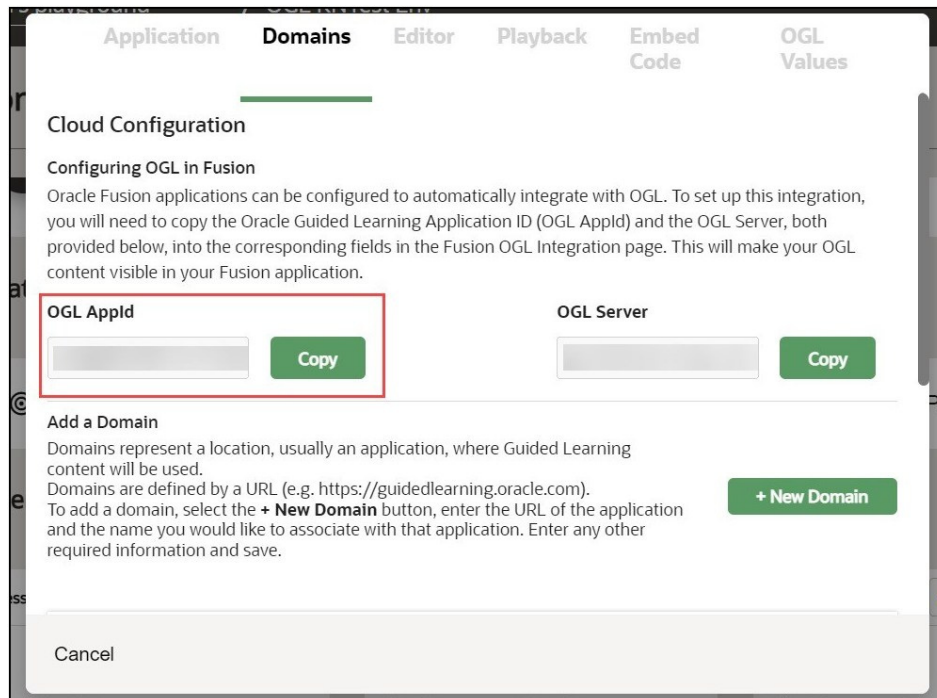 Application Domains Editor Playback Embed Code OGL Values
Cloud Configuration
Configuring OGL in Fusion
Oracle Fusion applications can be configured to automatically integrate with OGL. To set up this integration,
you will need to copy the Oracle Guided Learning Application ID (OGL AppId) and the OGL Server, both
provided below, into the corresponding fields in the Fusion OGL Integration page. This will make your OGL
content visible in your Fusion application.
OGL AppId
Copy
OGL Server
Copy
Add a Domain
Domains represent a location, usually an application, where Guided Learning
content will be used.
Domains are defined by a URL (e.g. https://guidedlearning.oracle.com).
To add a domain, select the + New Domain button, enter the URL of the application
and the name you would like to associate with that application. Enter any other
required information and save.
+ New Domain
Cancel